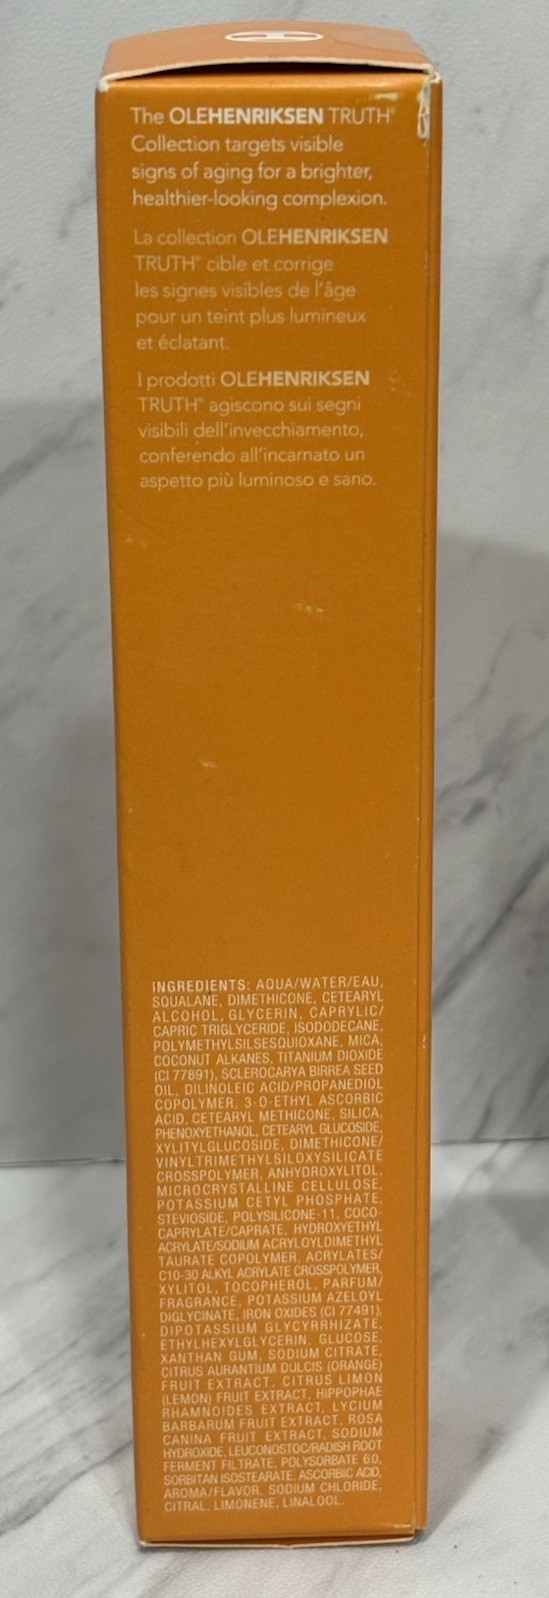 The OLEHENRIKSEN TRUTH®
Collection targets visible
signs of aging for a brighter,
healthier-looking complexion.
La collection OLEHENRIKSEN
TRUTH® cible et corrige
les signes visibles de l'âge
pour un teint plus lumineux
et éclatant.
I prodotti OLEHENRIKSEN
TRUTH® agiscono sui segni
visibili dell'invecchiamento,
conferendo all'incarnato un
aspetto più luminoso e sano.
INGREDIENTS: AQUA/WATER/EAU,
SQUALANE, DIMETHICONE, CETEARYL
ALCOHOL, GLYCERIN, CAPRYLIC/
CAPRIC TRIGLYCERIDE, ISODODECANE,
POLYMETHYLSILSESQUIOXANE, MICA,
COCONUT ALKANES, TITANIUM DIOXIDE
(CI 77891), SCLEROCARYA BIRREA SEED
OIL, DILINOLEIC ACID/PROPANEDIOL
COPOLYMER, 3-O-ETHYL ASCORBIC
ACID, CETEARYL METHICONE, SILICA,
PHENOXYETHANOL, CETEARYL GLUCOSIDE,
XYLITYLGLUCOSIDE, DIMETHICONE/
VINYLTRIMETHYLSILOXYSILICATE
CROSSPOLYMER, ANHYDROXYLITOL,
MICROCRYSTALLINE CELLULOSE,
POTASSIUM CETYL PHOSPHATE,
STEVIOSIDE, POLYSILICONE-11, COCO-
CAPRYLATE/CAPRATE, HYDROXYETHYL
ACRYLATE/SODIUM ACRYLOYLDIMETHYL
TAURATE COPOLYMER, ACRYLATES/
C10-30 ALKYL ACRYLATE CROSSPOLYMER,
XYLITOL, TOCOPHEROL, PARFUM/
FRAGRANCE, POTASSIUM AZELOYL
DIGLYCINATE, IRON OXIDES (CI 77491),
DIPOTASSIUM GLYCYRRHIZATE,
ETHYLHEXYLGLYCERIN, GLUCOSE,
XANTHAN GUM, SODIUM CITRATE,
CITRUS AURANTIUM DULCIS (ORANGE)
FRUIT EXTRACT, CITRUS LIMON
(LEMON) FRUIT EXTRACT, HIPPOPHAE
RHAMNOIDES EXTRACT, LYCIUM
BARBARUM FRUIT EXTRACT, ROSA
CANINA FRUIT EXTRACT, SODIUM
HYDROXIDE, LEUCONOSTOC/RADISH ROOT
FERMENT FILTRATE, POLYSORBATE 60,
SORBITAN ISOSTEARATE, ASCORBIC ACID,
AROMA/FLAVOR, SODIUM CHLORIDE,
CITRAL, LIMONENE, LINALOOL.